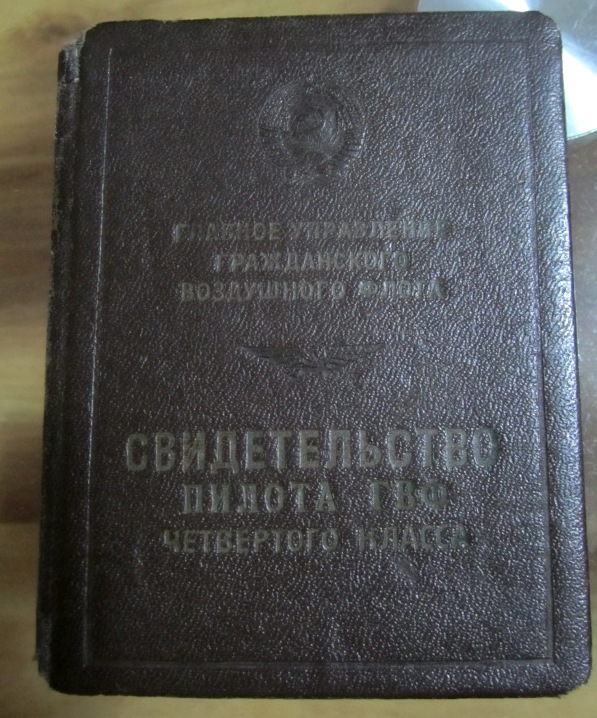 ГЛАВНОЕ УПРАВЛЕНИЕ
ГРАЖДАНСКОГО
ВОЗДУШНОГО ФЛОТА
СВИДЕТЕЛЬСТВО
ПИЛОТА ГВФ
ЧЕТВЕРТОГО КЛАССА